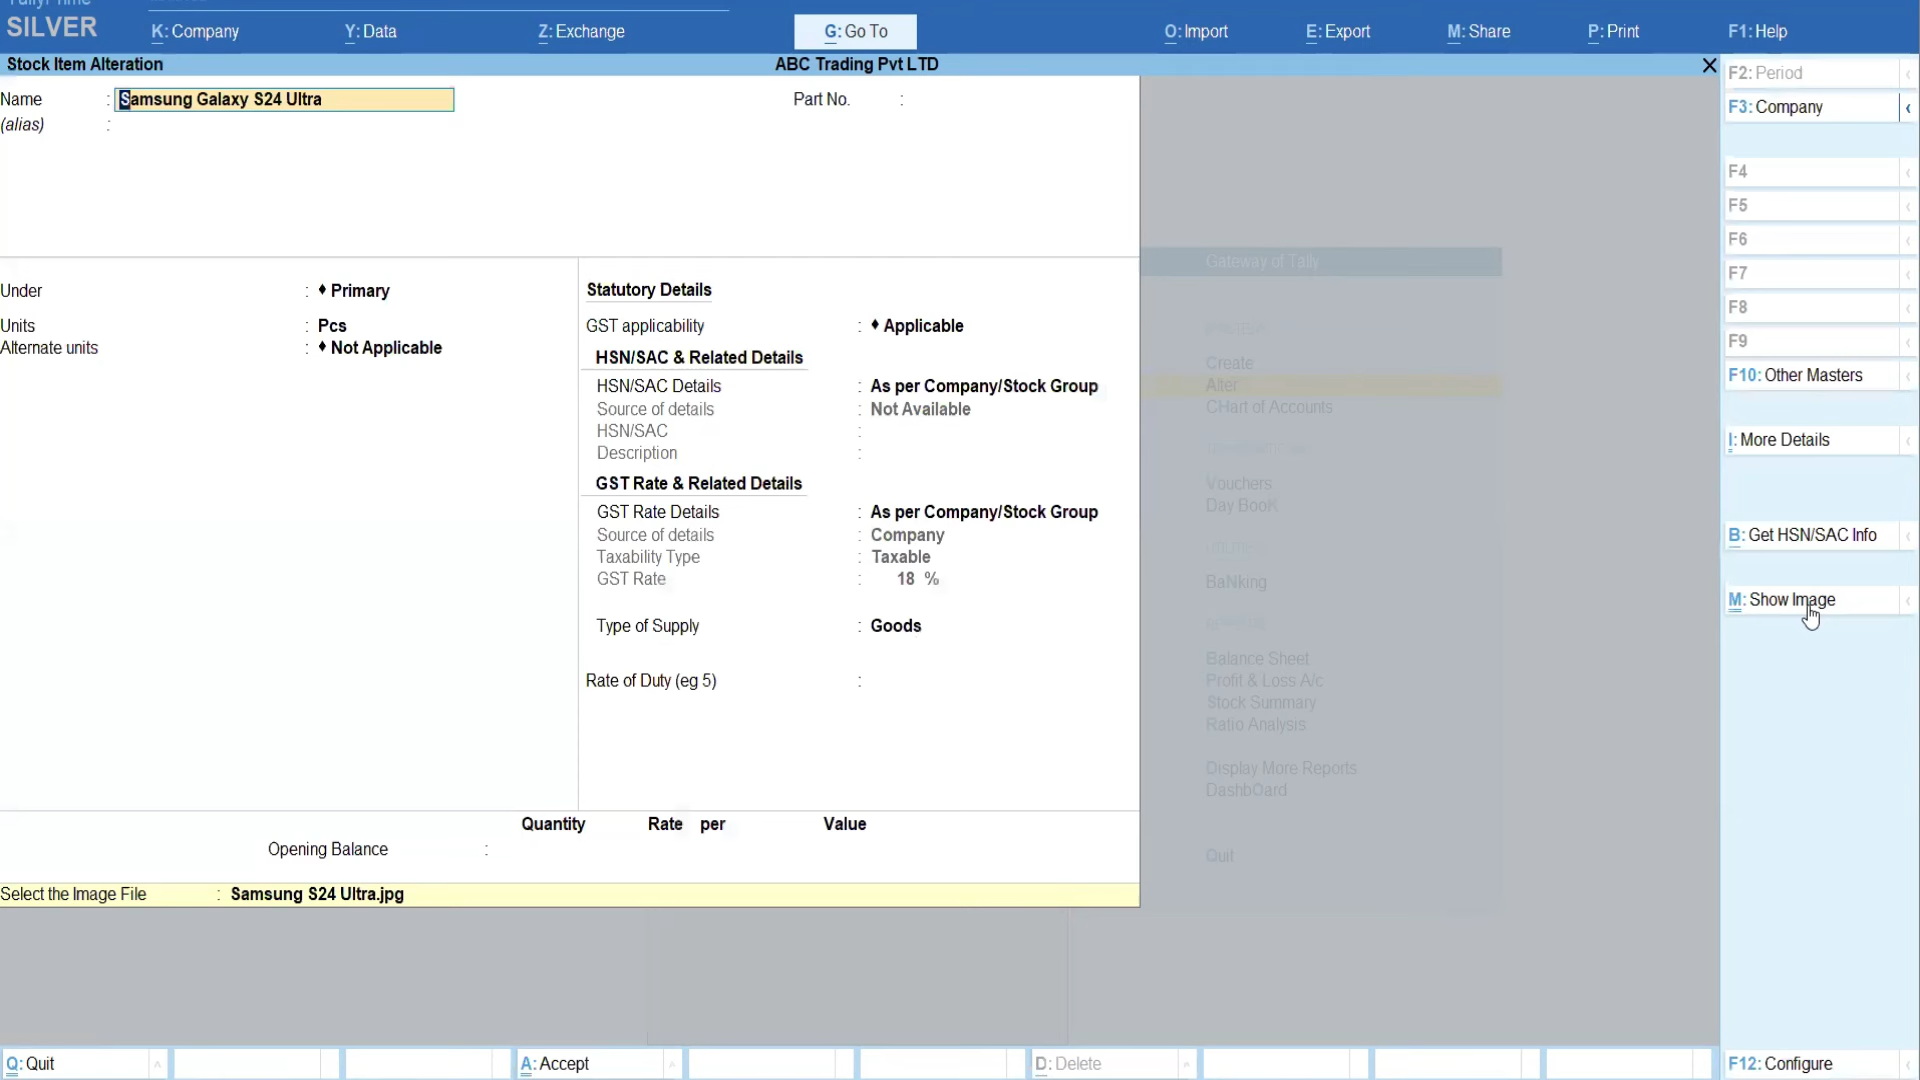 SILVER
K: Company Y: Data Z: Exchange G: Go To O: Import E: Export M: Share P: Print F1: Help
Stock Item Alteration ABC Trading Pvt LTD
Name : Samsung Galaxy S24 Ultra Part No. :
(alias) :
Under : ♦ Primary
Units : Pcs
Alternate units : ♦ Not Applicable
Statutory Details
GST applicability : ♦ Applicable
HSN/SAC & Related Details
HSN/SAC Details : As per Company/Stock Group
Source of details : Not Available
HSN/SAC :
Description :
GST Rate & Related Details
GST Rate Details : As per Company/Stock Group
Source of details : Company
Taxability Type : Taxable
GST Rate : 18 %
Type of Supply : Goods
Rate of Duty (eg 5) :
Quantity Rate per Value
Opening Balance :
Select the Image File : Samsung S24 Ultra.jpg
Gateway of Tally
Create
Alter
CHart of Accounts
Vouchers
Day BooK
BaNking
Balance Sheet
Profit & Loss A/c
Stock Summary
Ratio Analysis
Display More Reports
DashbOard
Quit
F2: Period
F3: Company
F4
F5
F6
F7
F8
F9
F10: Other Masters
I: More Details
B: Get HSN/SAC Info
M: Show Image
Q: Quit A: Accept D: Delete F12: Configure